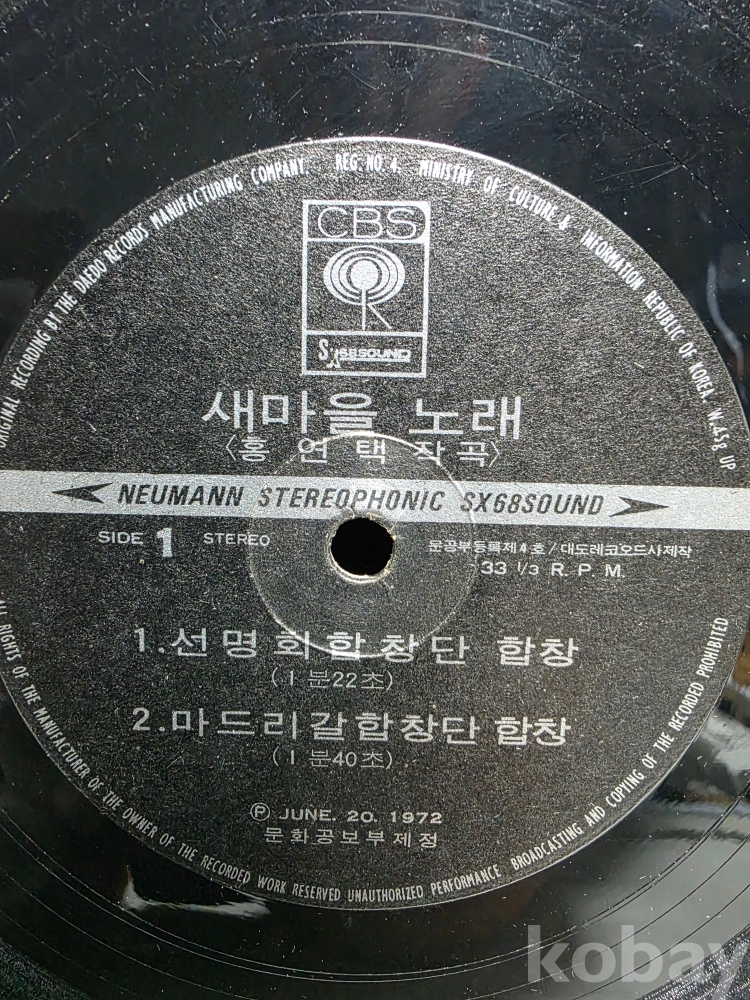 ORIGINAL RECORDING BY THE DAEDO RECORDS MANUFACTURING COMPANY. REG. NO. 4. MINISTRY OF CULTURE & INFORMATION REPUBLIC OF KOREA. W.45g UP
CBS
SX68SOUND
새마을 노래
<홍연택 작곡>
NEUMANN STEREOPHONIC SX68SOUND
SIDE 1 STEREO
문공부등록제4호/대도레코오드사제작
33 1/3 R. P. M.
1.선명회합창단 합창
(1분22초)
2.마드리갈합창단 합창
(1분40초)
Ⓟ JUNE. 20. 1972
문화공보부제정
ALL RIGHTS OF THE MANUFACTURER OF THE OWNER OF THE RECORDED WORK RESERVED UNAUTHORIZED PERFORMANCE BROADCASTING AND COPYING OF THE RECORDED PROHIBITED
kobay